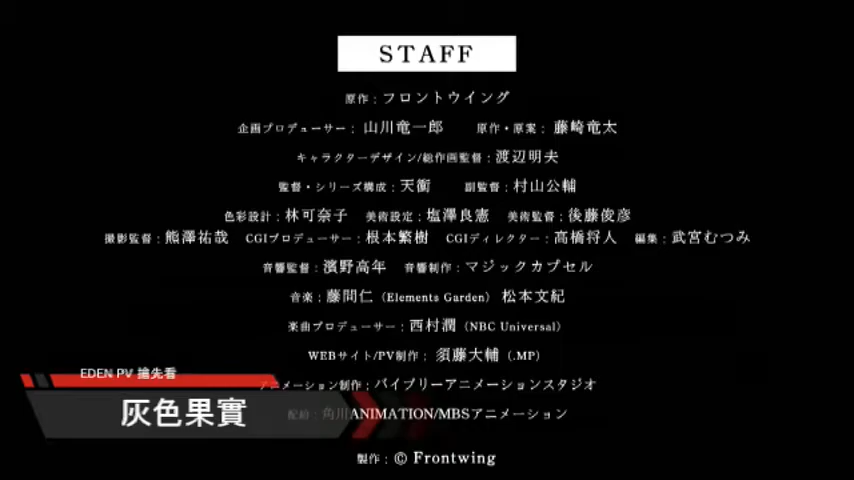 STAFF
原作：フロントウイング
企画プロデューサー：山川竜一郎　原作・原案：藤崎竜太
キャラクターデザイン/総作画監督：渡辺明夫
監督・シリーズ構成：天衝　副監督：村山公輔
色彩設計：林可奈子　美術設定：塩澤良憲　美術監督：後藤俊彦
撮影監督：熊澤祐哉　CGIプロデューサー：根本繁樹　CGIディレクター：高橋将人　編集：武宮むつみ
音響監督：濱野高年　音響制作：マジックカプセル
音楽：藤間仁（Elements Garden）松本文紀
楽曲プロデューサー：西村潤（NBC Universal）
WEBサイト/PV制作：須藤大輔（.MP）
EDEN PV 搶先看
アニメーション制作：バイブリーアニメーションスタジオ
灰色果實
配給：角川ANIMATION/MBSアニメーション
製作：© Frontwing